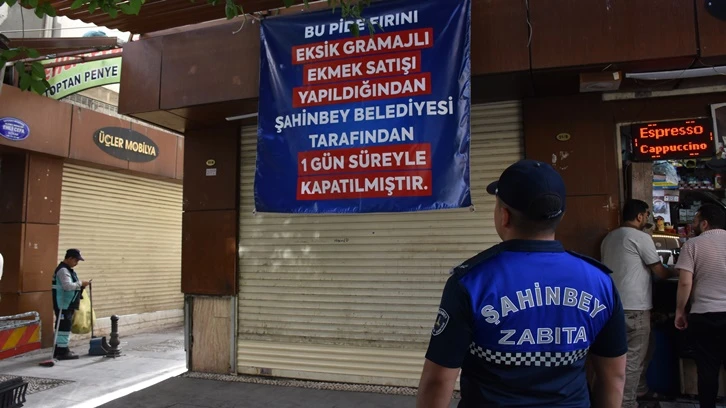 BU PİDE FIRINI
EKSİK GRAMAJLI
EKMEK SATIŞI
YAPILDIĞINDAN
ŞAHİNBEY BELEDİYESİ
TARAFINDAN
1 GÜN SÜREYLE
KAPATILMIŞTIR.
TOPTAN PENYE
ÜÇLER MOBİLYA
Espresso
Cappuccino
ŞAHİNBEY
ZABITA